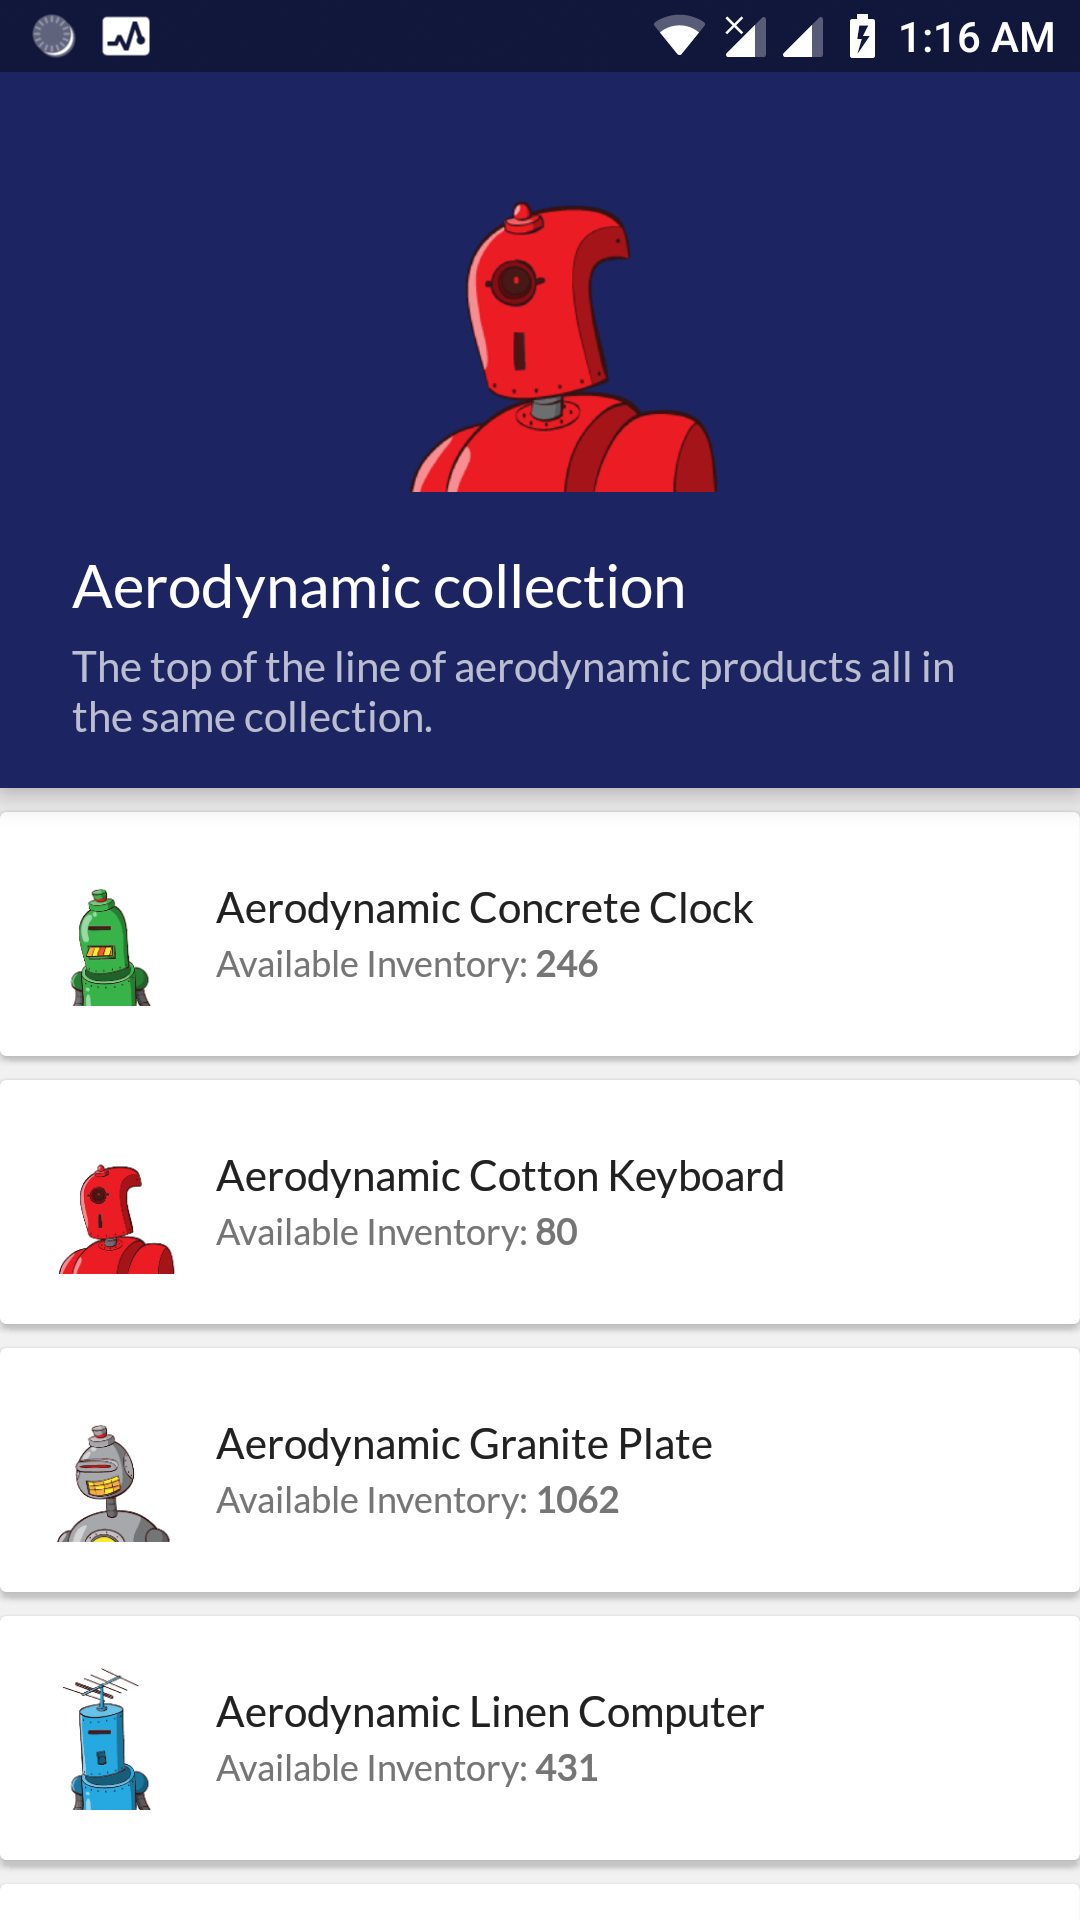 1:16 AM
Aerodynamic collection
The top of the line of aerodynamic products all in
the same collection.
Aerodynamic Concrete Clock
Available Inventory: 246
Aerodynamic Cotton Keyboard
Available Inventory: 80
Aerodynamic Granite Plate
Available Inventory: 1062
Aerodynamic Linen Computer
Available Inventory: 431